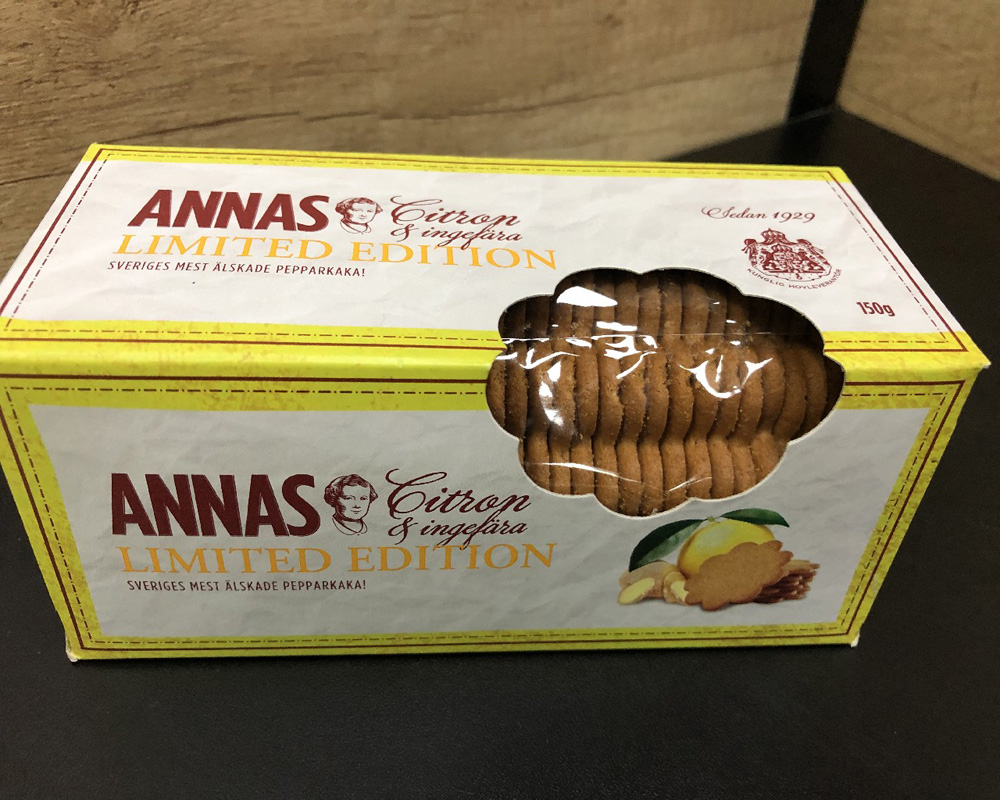 ANNAS Citron
& ingefära
LIMITED EDITION
SVERIGES MEST ÄLSKADE PEPPARKAKA!
Sedan 1929
KUNGLIG HOVLEVERANTÖR
150g
ANNAS Citron
& ingefära
LIMITED EDITION
SVERIGES MEST ÄLSKADE PEPPARKAKA!